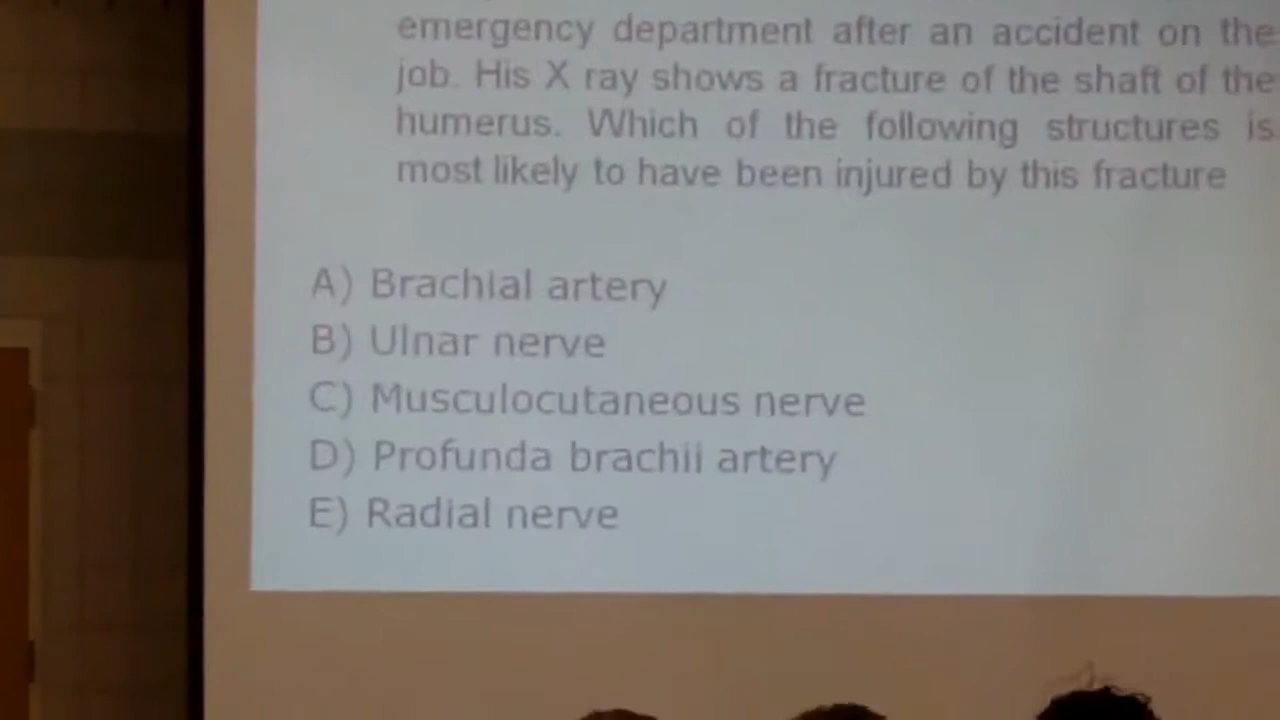 emergency department after an accident on the
job. His X ray shows a fracture of the shaft of the
humerus. Which of the following structures is
most likely to have been injured by this fracture
A) Brachial artery
B) Ulnar nerve
C) Musculocutaneous nerve
D) Profunda brachii artery
E) Radial nerve